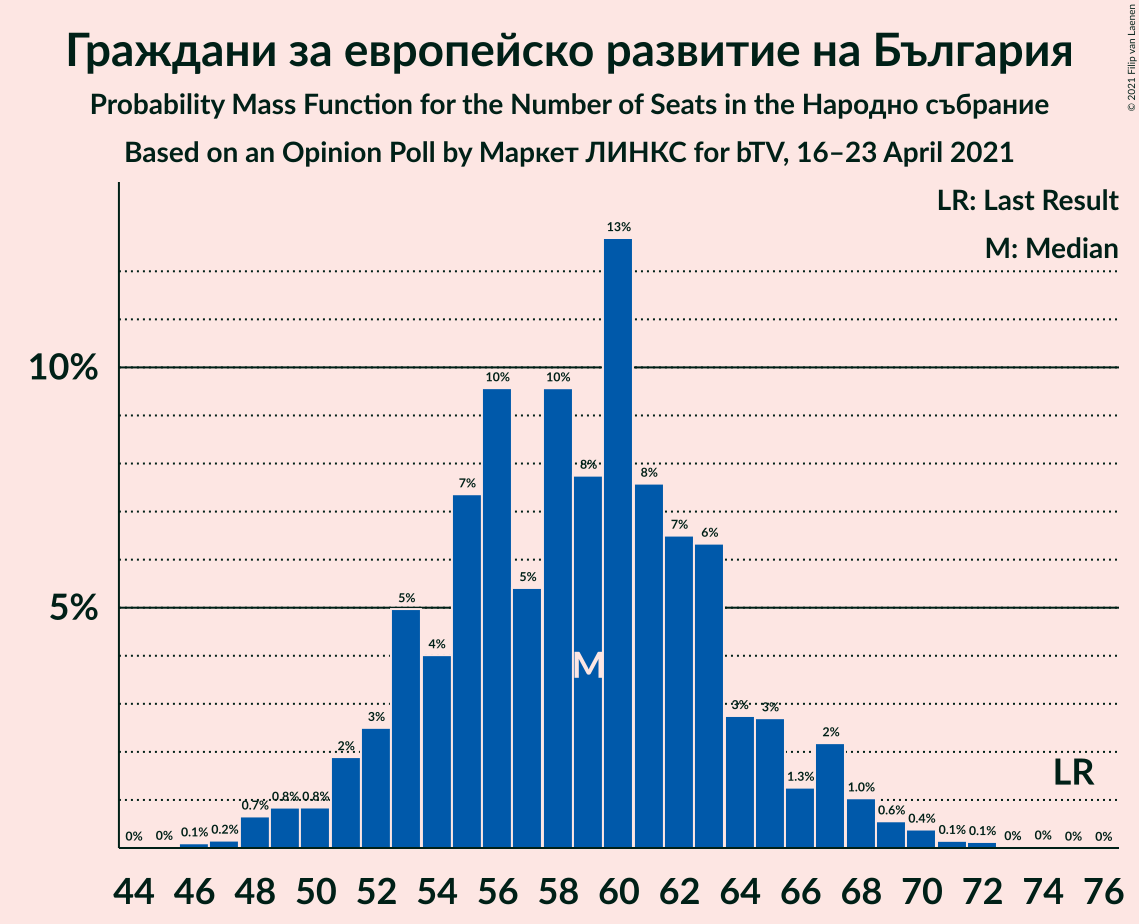 Граждани за европейско развитие на България
Probability Mass Function for the Number of Seats in the Народно събрание
Based on an Opinion Poll by Маркет ЛИНКС for bTV, 16–23 April 2021
© 2021 Filip van Laenen
LR: Last Result
M: Median
10%
5%
0% 0% 0.1% 0.2% 0.7% 0.8% 0.8% 2% 3% 5% 4% 7% 10% 5% 10% 8% 13% 8% 7% 6% 3% 3% 1.3% 2% 1.0% 0.6% 0.4% 0.1% 0.1% 0% 0% 0% 0%
M
LR
44 46 48 50 52 54 56 58 60 62 64 66 68 70 72 74 76